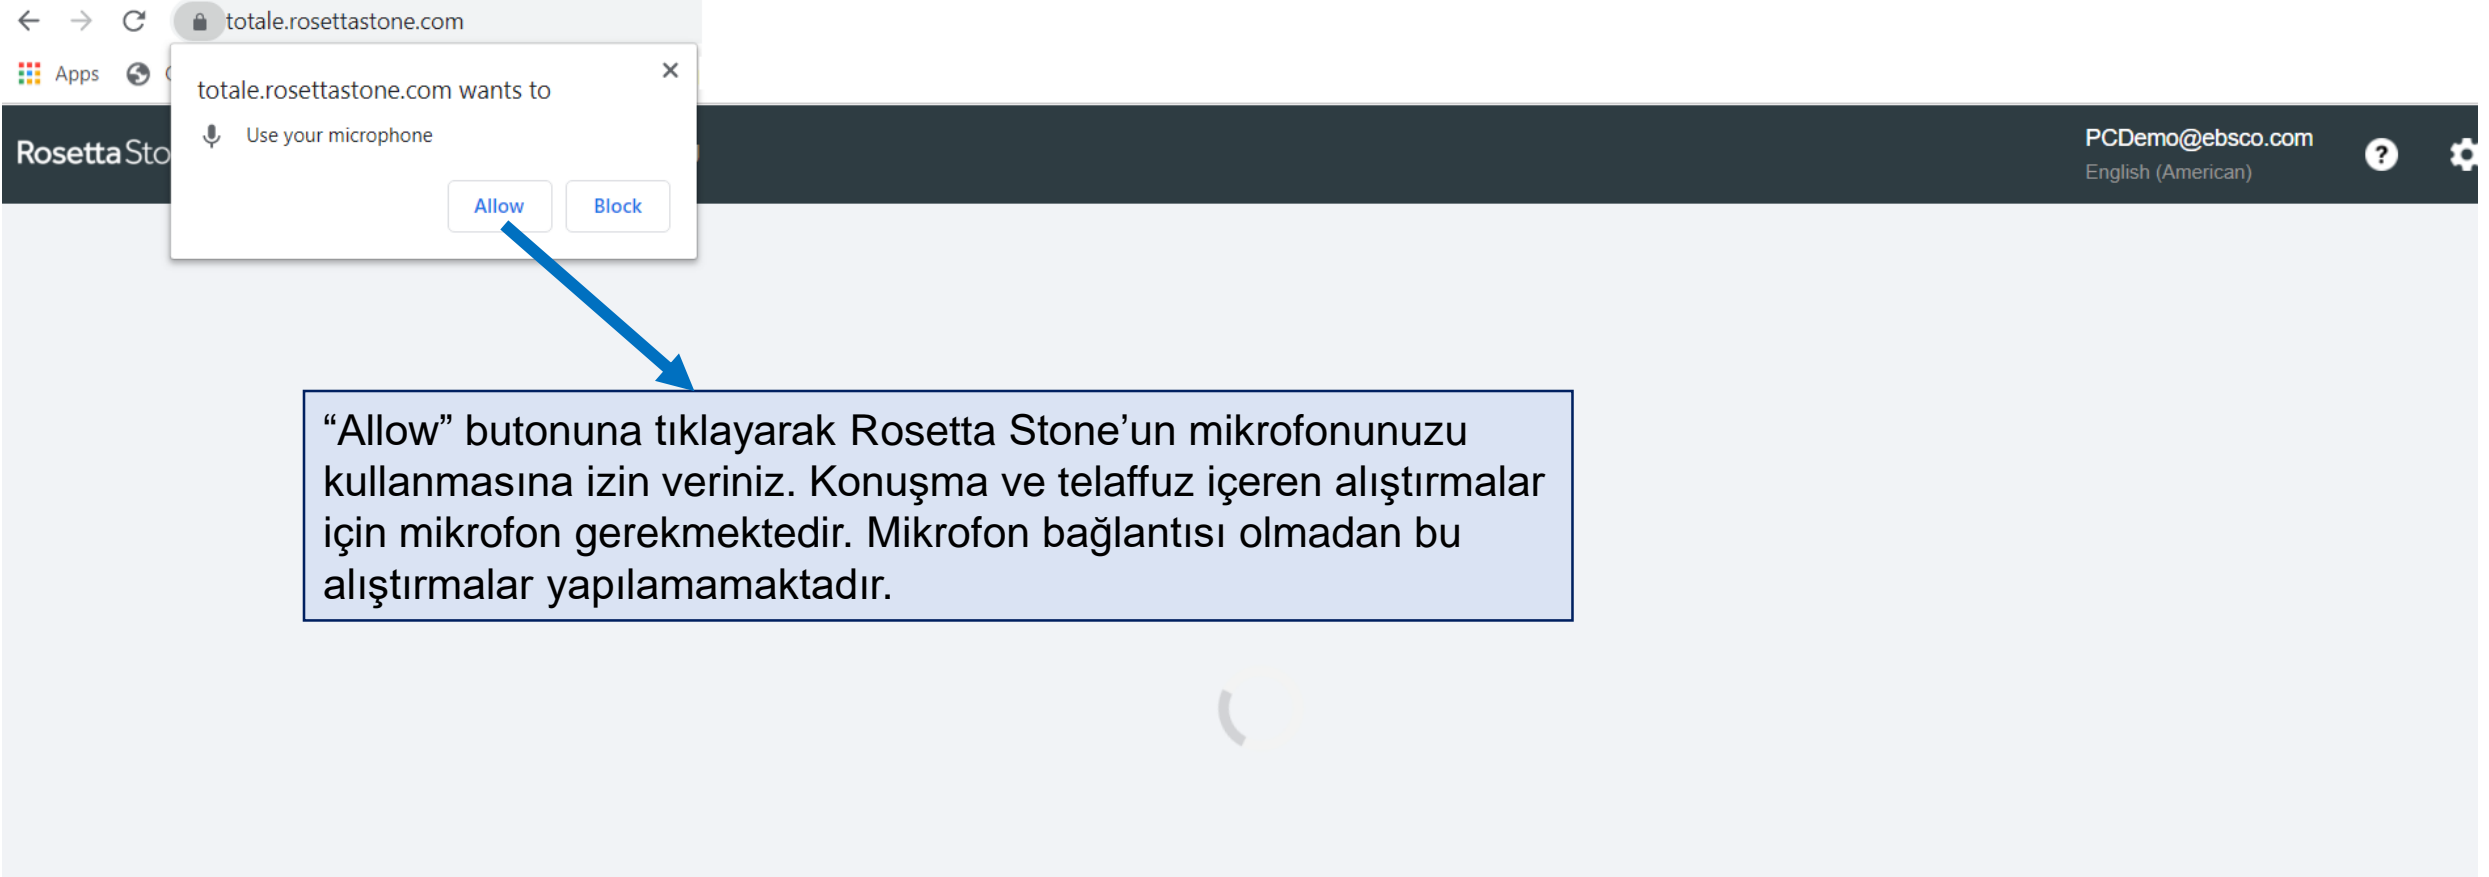 totale.rosettastone.com
Apps
totale.rosettastone.com wants to
Use your microphone
Allow
Block
Rosetta Sto
PCDemo@ebsco.com
English (American)
“Allow” butonuna tıklayarak Rosetta Stone’un mikrofonunuzu
kullanmasına izin veriniz. Konuşma ve telaffuz içeren alıştırmalar
için mikrofon gerekmektedir. Mikrofon bağlantısı olmadan bu
alıştırmalar yapılamamaktadır.